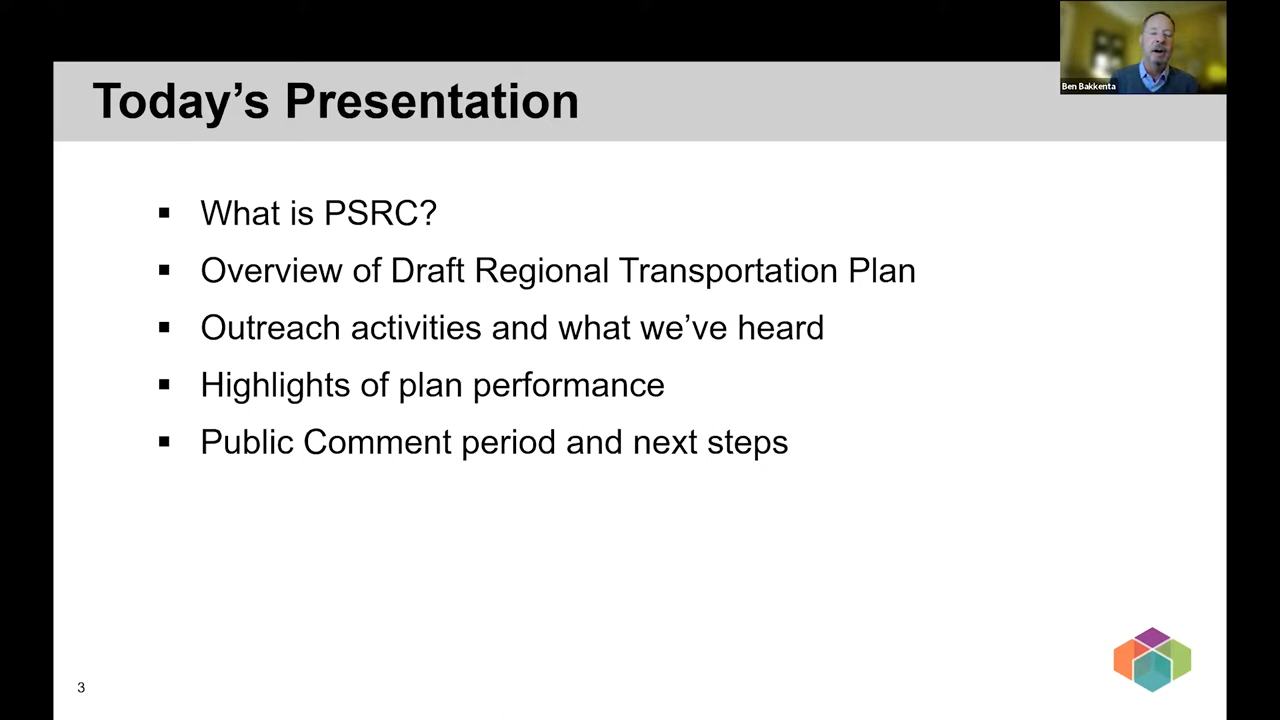 Today’s Presentation
Ben Bakkenta
▪ What is PSRC?
▪ Overview of Draft Regional Transportation Plan
▪ Outreach activities and what we’ve heard
▪ Highlights of plan performance
▪ Public Comment period and next steps
3